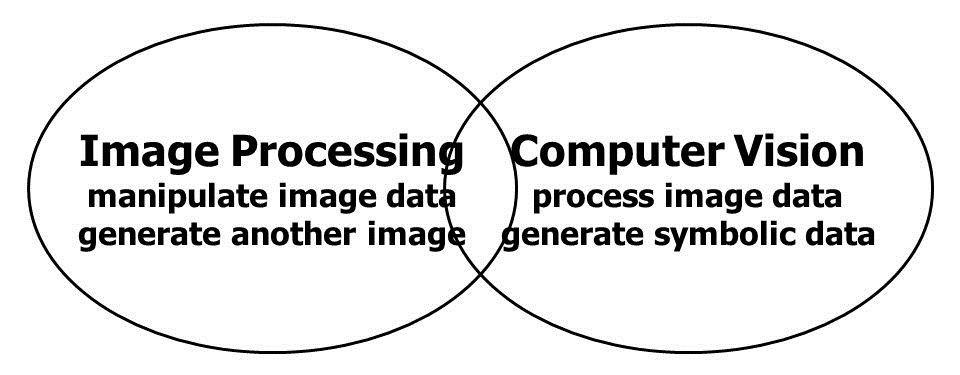 Image Processing
manipulate image data
generate another image
Computer Vision
process image data
generate symbolic data